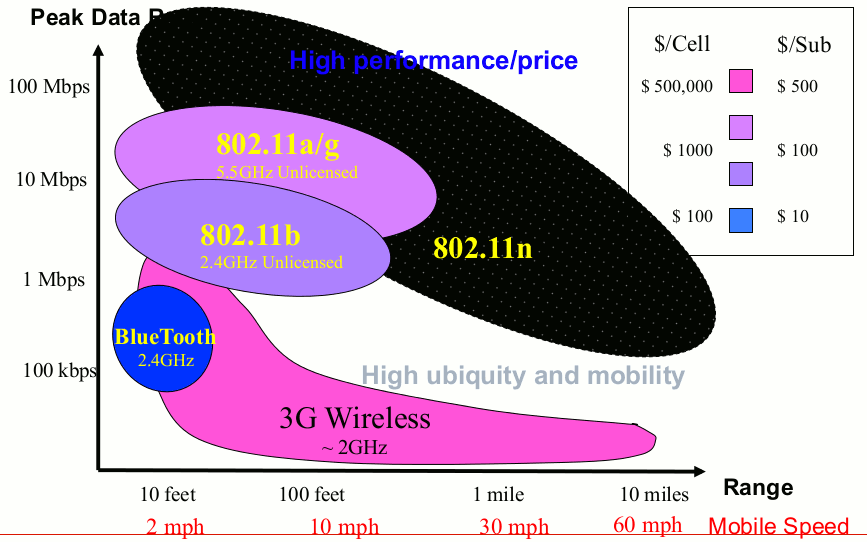 Peak Data R
High performance/price
$/Cell $/Sub
$ 500,000 $ 500
$ 1000 $ 100
$ 100 $ 10
100 Mbps
10 Mbps
1 Mbps
100 kbps
802.11a/g
5.5GHz Unlicensed
802.11b
2.4GHz Unlicensed
802.11n
BlueTooth
2.4GHz
High ubiquity and mobility
3G Wireless
~ 2GHz
10 feet 100 feet 1 mile 10 miles Range
2 mph 10 mph 30 mph 60 mph Mobile Speed